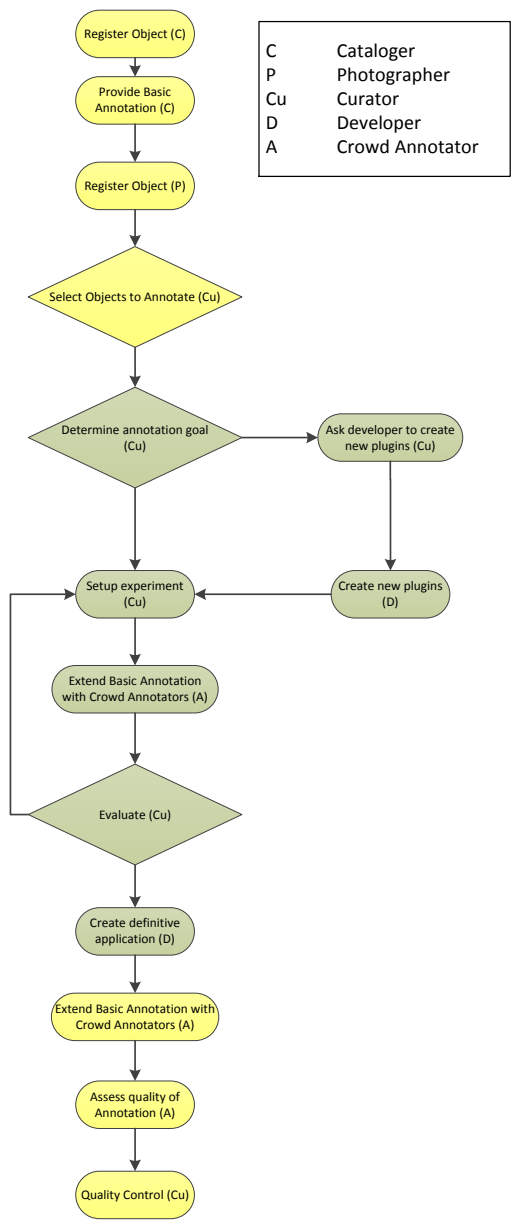 Register Object (C)
C Cataloger
P Photographer
Cu Curator
D Developer
A Crowd Annotator
Provide Basic
Annotation (C)
Register Object (P)
Select Objects to Annotate (Cu)
Determine annotation goal
(Cu)
Ask developer to create
new plugins (Cu)
Setup experiment
(Cu)
Create new plugins
(D)
Extend Basic Annotation
with Crowd Annotators (A)
Evaluate (Cu)
Create definitive
application (D)
Extend Basic Annotation with
Crowd Annotators (A)
Assess quality of
Annotation (A)
Quality Control (Cu)